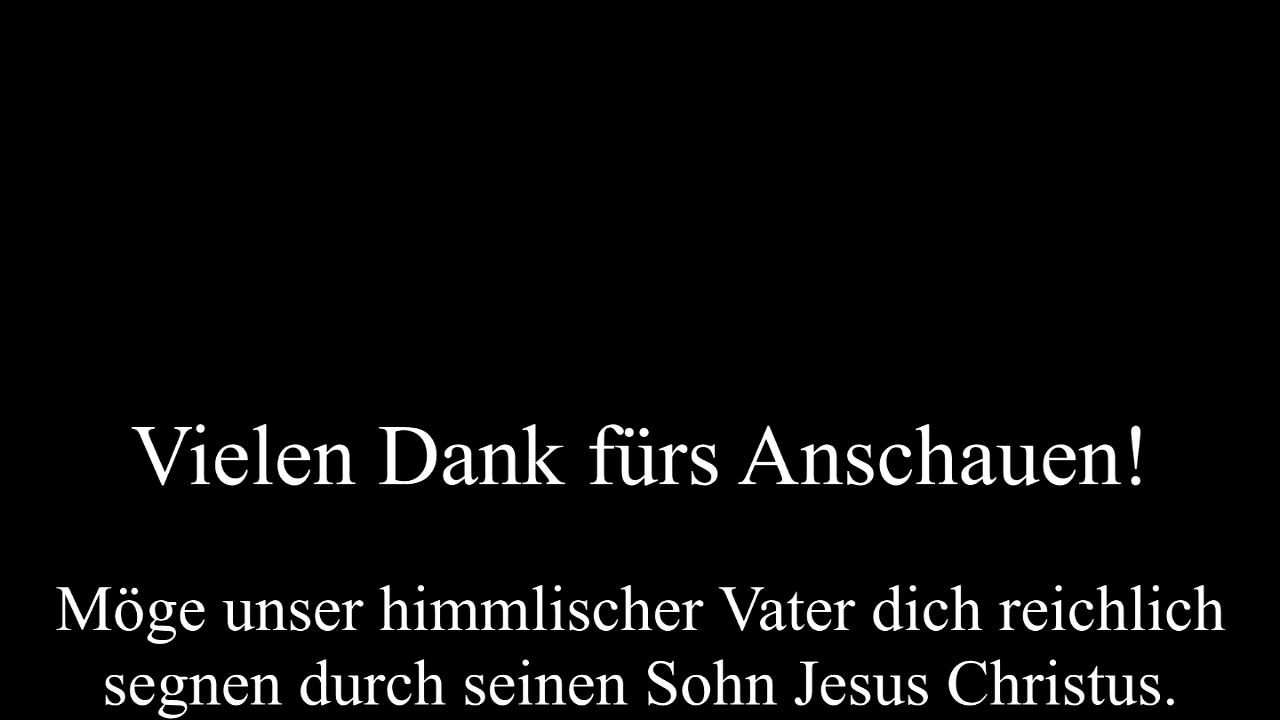 Vielen Dank fürs Anschauen!
Möge unser himmlischer Vater dich reichlich
segnen durch seinen Sohn Jesus Christus.